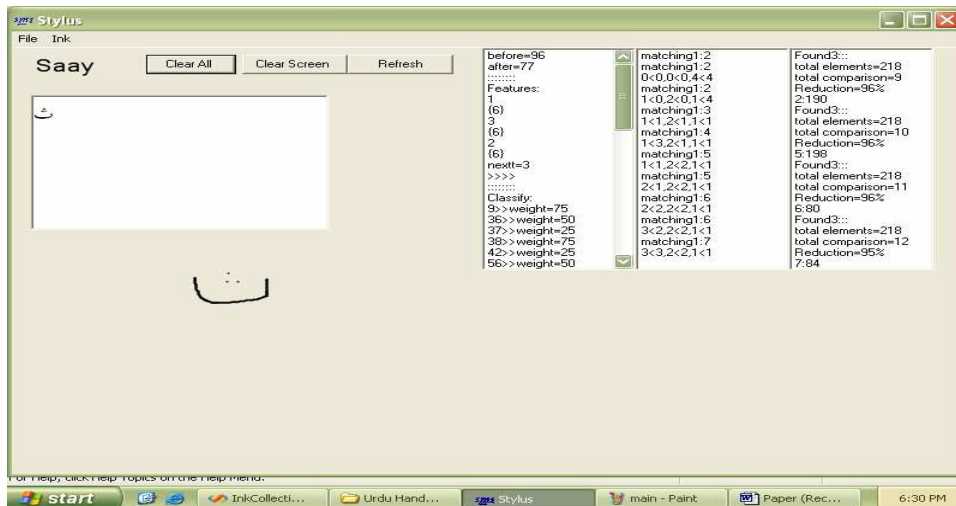 sms Stylus
File Ink
Saay
Clear All Clear Screen Refresh
ث
before=96
after=77
::::::::
Features:
1
{6}
3
{6}
2
{6}
nextt=3
>>>>
::::::::
Classify:
9>>weight=75
36>>weight=50
37>>weight=25
38>>weight=75
42>>weight=25
56>>weight=50
matching1:2
matching1:2
0<0,0<0,4<4
matching1:2
1<0,2<0,1<4
matching1:3
1<1,2<1,1<1
matching1:4
1<3,2<1,1<1
matching1:5
1<1,2<2,1<1
matching1:5
2<1,2<2,1<1
matching1:6
2<2,2<2,1<1
matching1:6
3<2,2<2,1<1
matching1:7
3<3,2<2,1<1
Found3:::
total elements=218
total comparison=9
Reduction=96%
2:190
Found3:::
total elements=218
total comparison=10
Reduction=96%
5:198
Found3:::
total elements=218
total comparison=11
Reduction=96%
6:80
Found3:::
total elements=218
total comparison=12
Reduction=95%
7:84
For Help, click Help Topics on the Help Menu.
start InkCollecti... Urdu Hand... sms Stylus main - Paint Paper (Rec... 6:30 PM